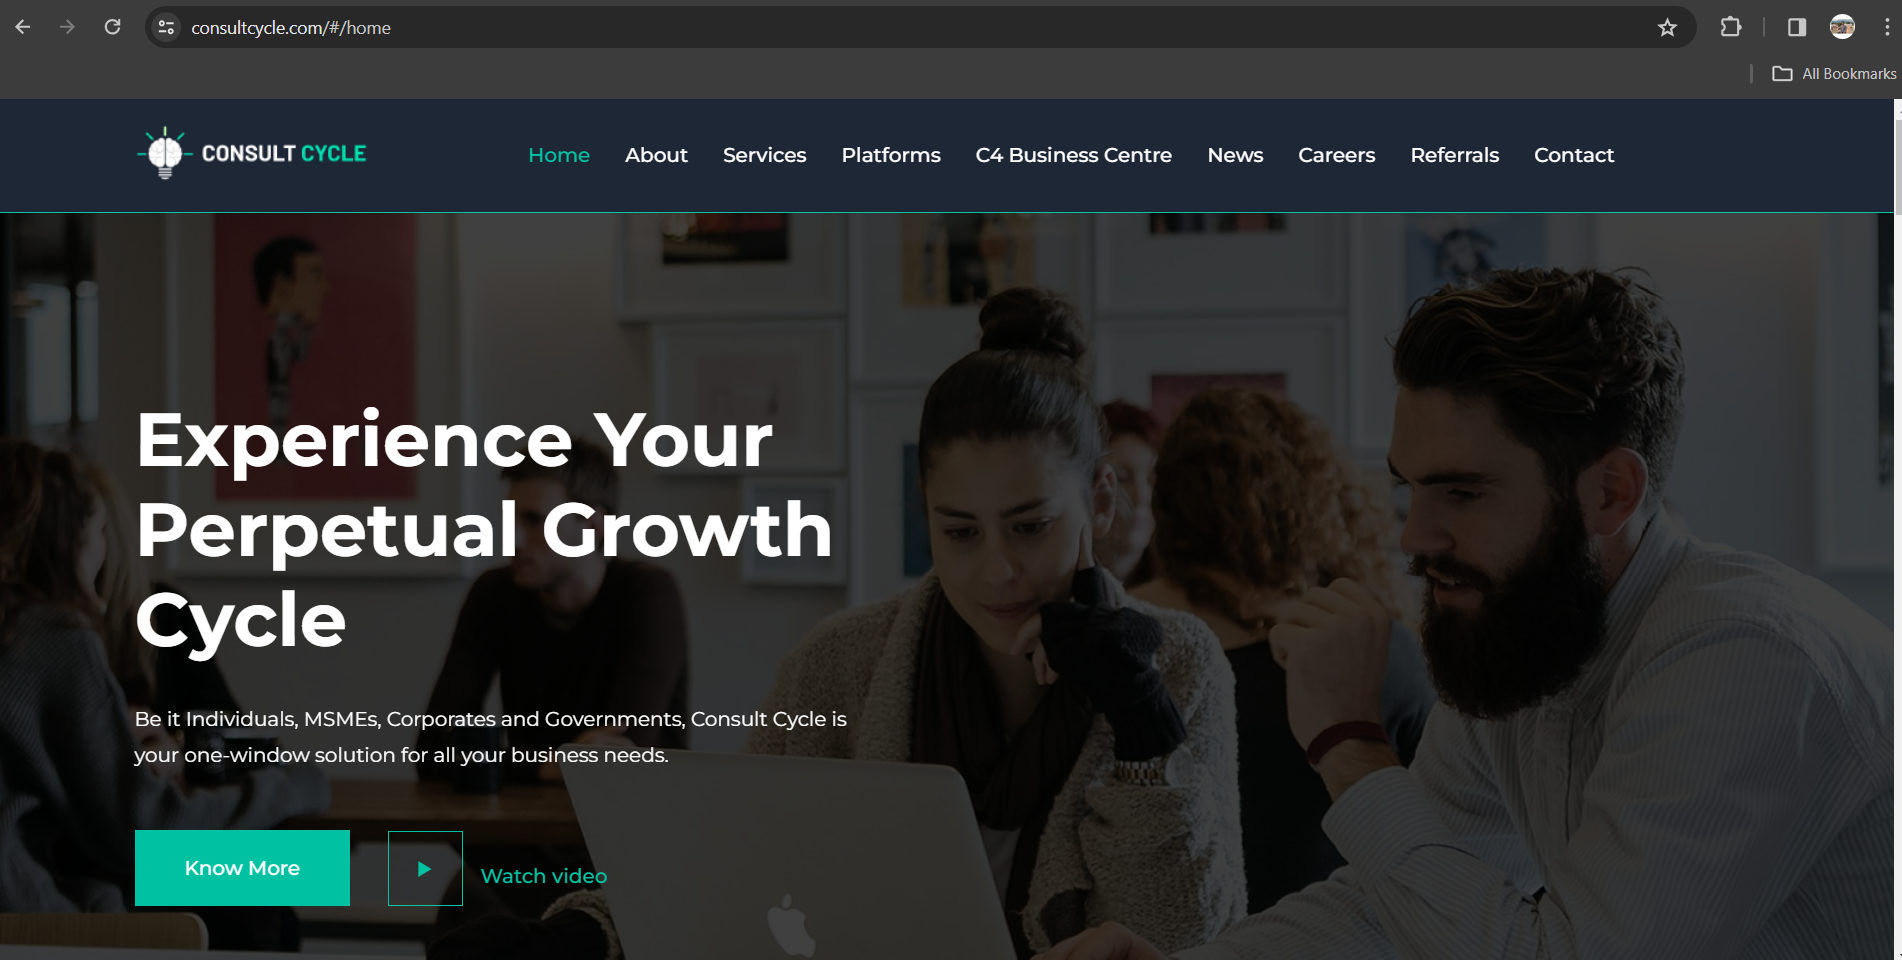 consultcycle.com/#/home
All Bookmarks
CONSULT CYCLE
Home About Services Platforms C4 Business Centre News Careers Referrals Contact
Experience Your
Perpetual Growth
Cycle
Be it Individuals, MSMEs, Corporates and Governments, Consult Cycle is
your one-window solution for all your business needs.
Know More
Watch video